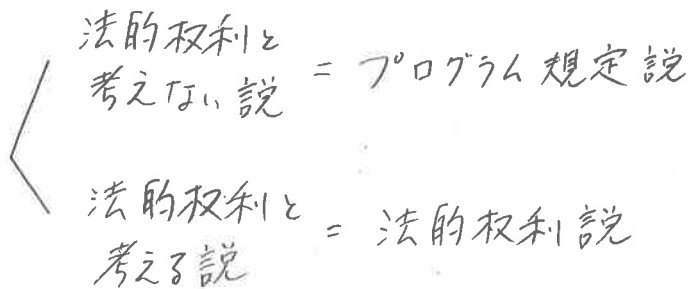 法的権利と
考えない説 = プログラム規定説
法的権利と
考える説 = 法的権利説